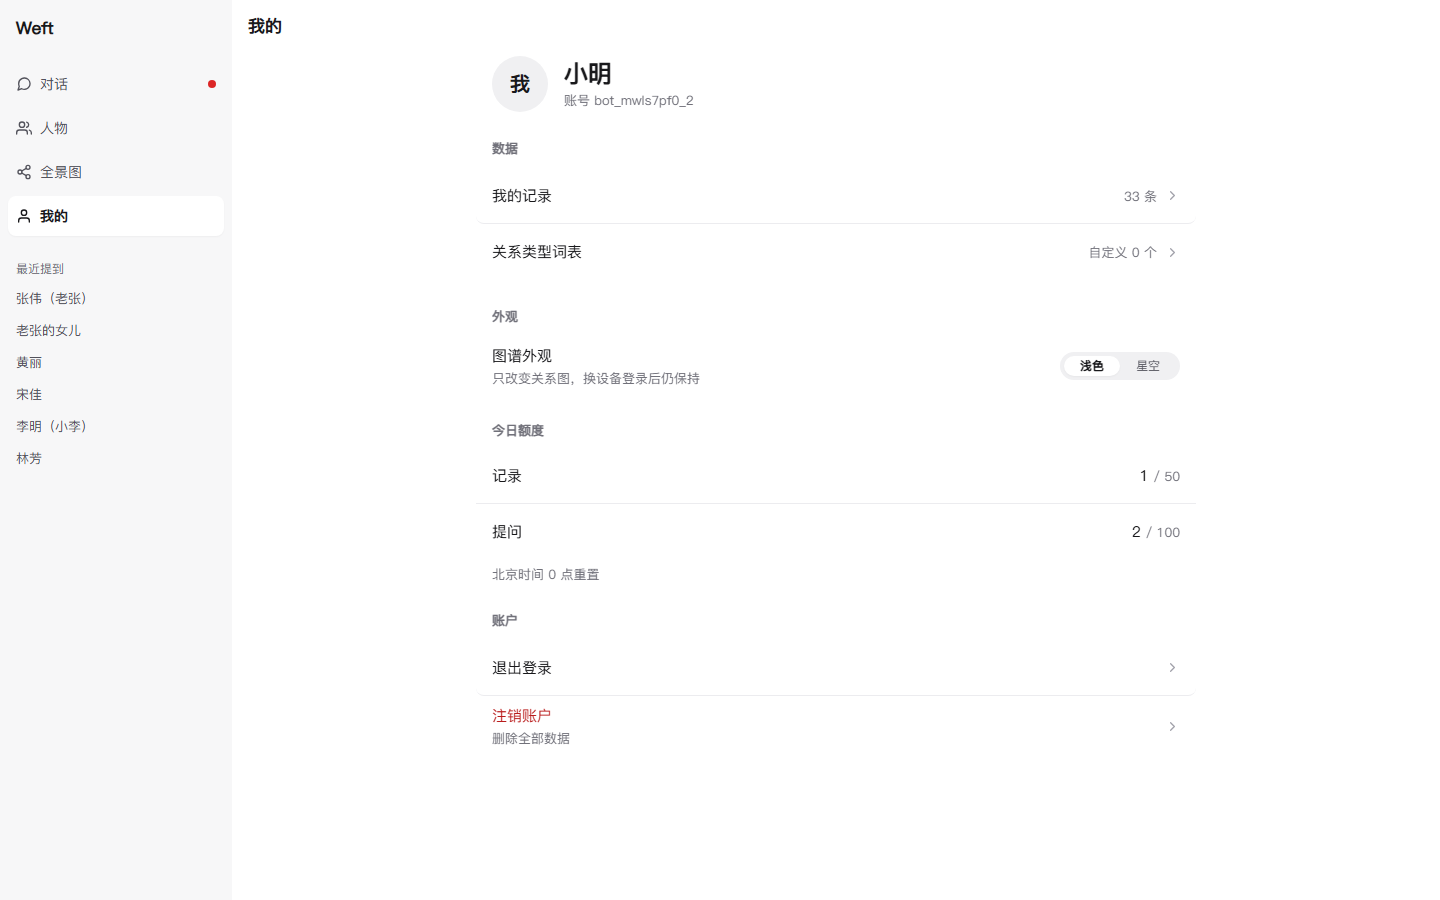 Weft
对话
人物
全景图
我的
最近提到
张伟（老张）
老张的女儿
黄丽
宋佳
李明（小李）
林芳
我的
我
小明
账号 bot_mwls7pf0_2
数据
我的记录 33 条
关系类型词表 自定义 0 个
外观
图谱外观
只改变关系图，换设备登录后仍保持
浅色 星空
今日额度
记录 1 / 50
提问 2 / 100
北京时间 0 点重置
账户
退出登录
注销账户
删除全部数据